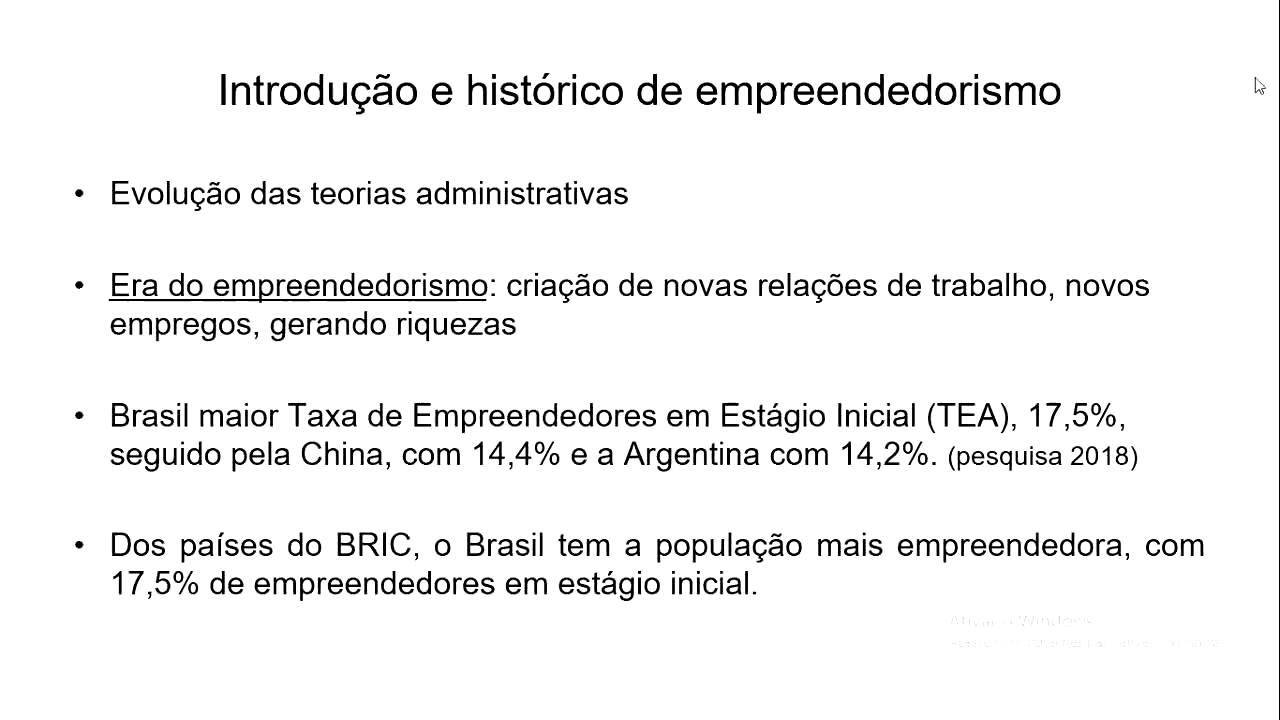 Introdução e histórico de empreendedorismo
• Evolução das teorias administrativas
• Era do empreendedorismo: criação de novas relações de trabalho, novos
empregos, gerando riquezas
• Brasil maior Taxa de Empreendedores em Estágio Inicial (TEA), 17,5%,
seguido pela China, com 14,4% e a Argentina com 14,2%. (pesquisa 2018)
• Dos países do BRIC, o Brasil tem a população mais empreendedora, com
17,5% de empreendedores em estágio inicial.
Windows